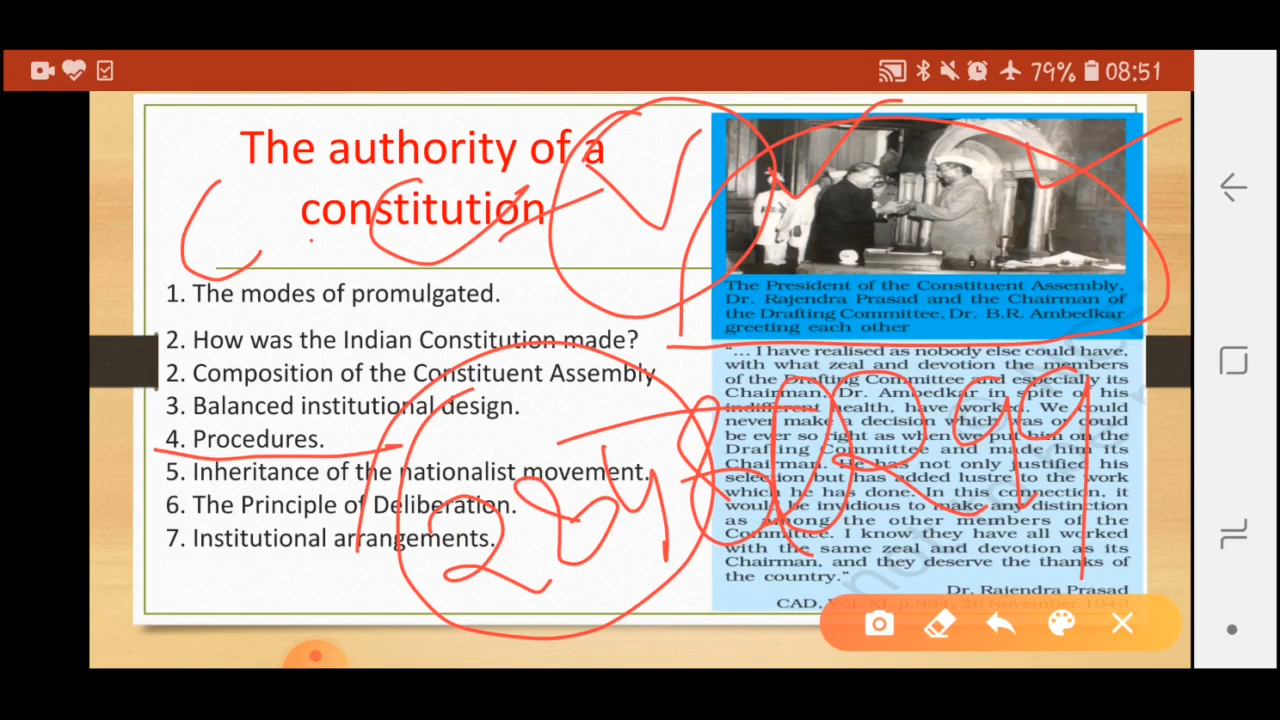 79% 08:51
The authority of a
constitution
1. The modes of promulgated.
2. How was the Indian Constitution made?
2. Composition of the Constituent Assembly
3. Balanced institutional design.
4. Procedures.
5. Inheritance of the nationalist movement.
6. The Principle of Deliberation.
7. Institutional arrangements.
The President of the Constituent Assembly,
Dr. Rajendra Prasad and the Chairman of
the Drafting Committee, Dr. B.R. Ambedkar
greeting each other
“... I have realised as nobody else could have,
with what zeal and devotion the members
of the Drafting Committee and especially its
Chairman, Dr. Ambedkar in spite of his
indifferent health, have worked. We could
never make a decision which was or could
be ever so right as when we put him on the
Drafting Committee and made him its
Chairman. He has not only justified his
selection but has added lustre to the work
which he has done. In this connection, it
would be invidious to make any distinction
as among the other members of the
Committee. I know they have all worked
with the same zeal and devotion as its
Chairman, and they deserve the thanks of
the country.”
Dr. Rajendra Prasad
CAD, Vol. XI, p.994, 26 November 1949